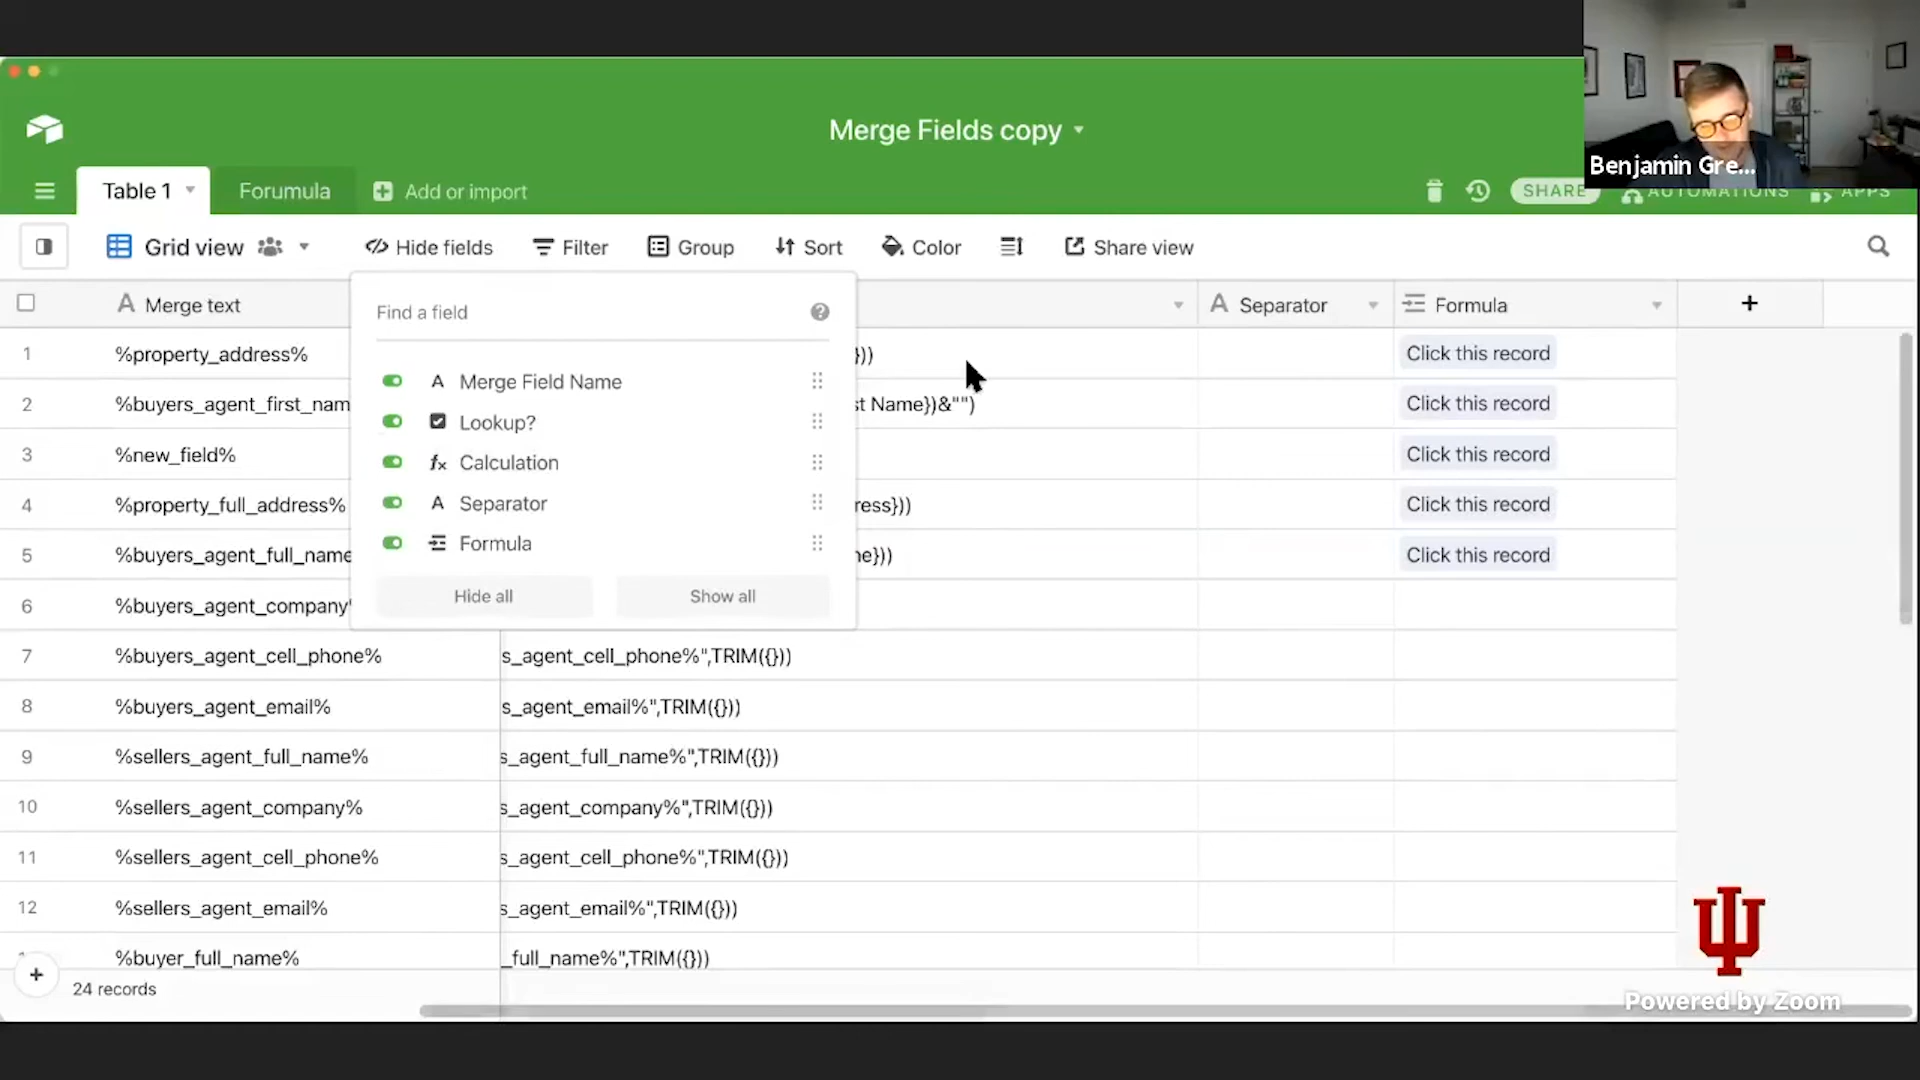 Merge Fields copy
Benjamin Gre...
Table 1
Forumula
Add or import
SHARE
AUTOMATIONS
APPS
Grid view
Hide fields
Filter
Group
Sort
Color
Share view
Merge text
Find a field
Separator
Formula
1 %property_address% })) Click this record
Merge Field Name
2 %buyers_agent_first_nam st Name})&"") Click this record
Lookup?
3 %new_field% Click this record
Calculation
4 %property_full_address% ress})) Click this record
Separator
Formula
5 %buyers_agent_full_name ne})) Click this record
Hide all
Show all
6 %buyers_agent_company%
7 %buyers_agent_cell_phone% s_agent_cell_phone%",TRIM({}))
8 %buyers_agent_email% s_agent_email%",TRIM({}))
9 %sellers_agent_full_name% s_agent_full_name%",TRIM({}))
10 %sellers_agent_company% s_agent_company%",TRIM({}))
11 %sellers_agent_cell_phone% s_agent_cell_phone%",TRIM({}))
12 %sellers_agent_email% s_agent_email%",TRIM({}))
%buyer_full_name% _full_name%",TRIM({}))
24 records
Powered by Zoom